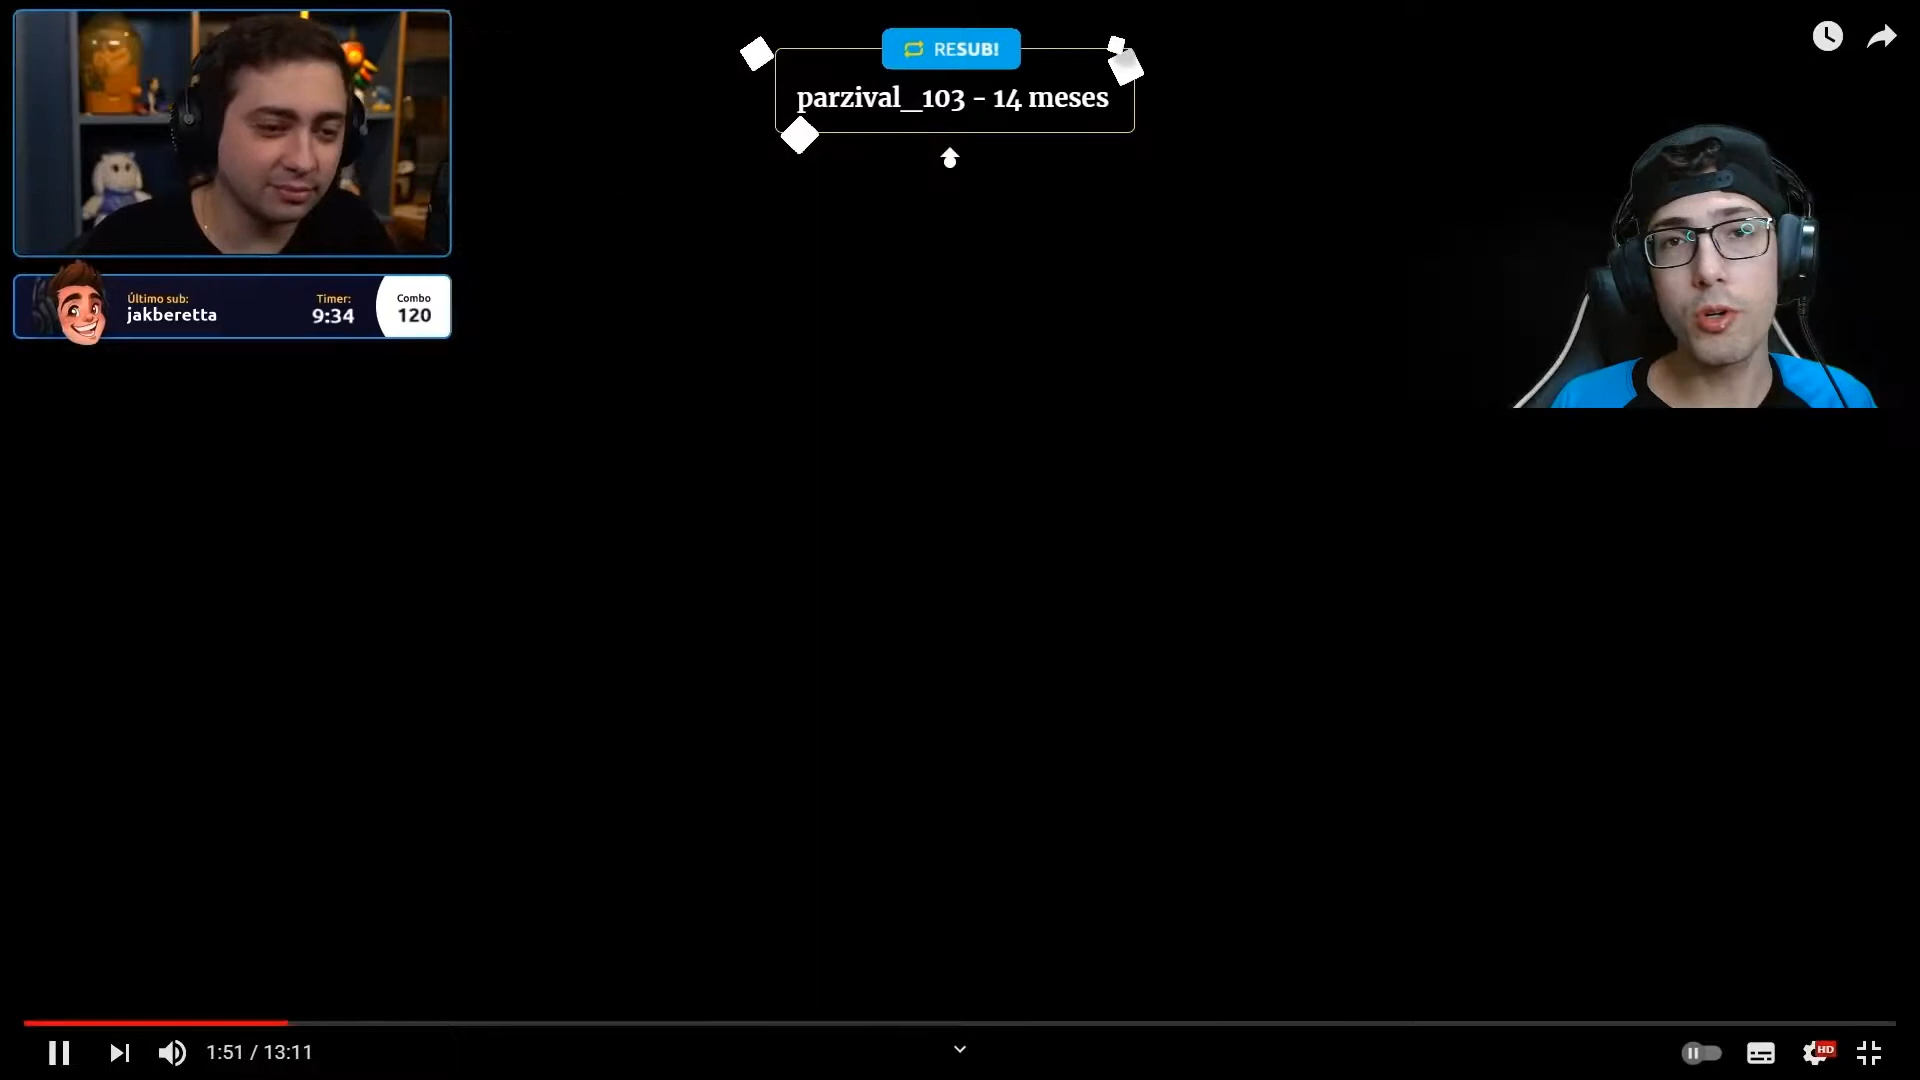 RESUB!
parzival_103 - 14 meses
Último sub:
jakberetta
Timer:
9:34
Combo
120
1:51 / 13:11
HD